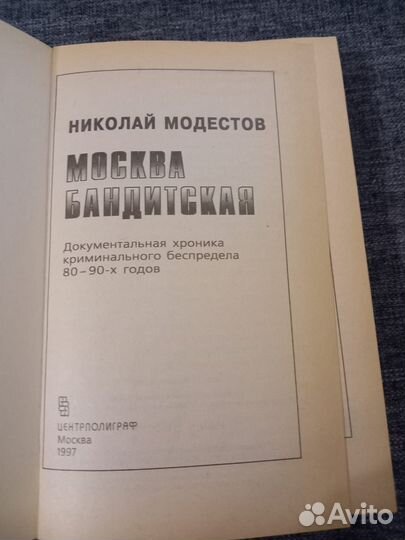 НИКОЛАЙ МОДЕСТОВ
МОСКВА
БАНДИТСКАЯ
Документальная хроника
криминального беспредела
80–90-х годов
ЦЕНТРПОЛИГРАФ
Москва
1997
Avito